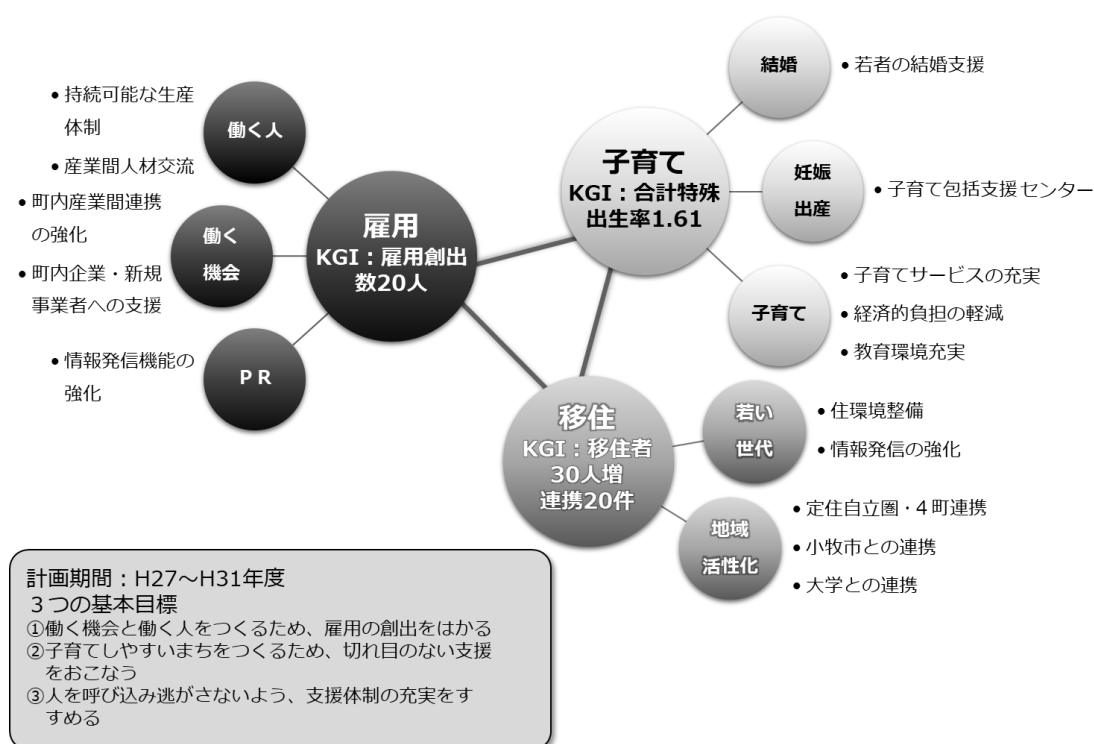 • 持続可能な生産
体制
• 産業間人材交流
働く人
• 町内産業間連携
の強化
• 町内企業・新規
事業者への支援
働く
機会
• 情報発信機能の
強化
ＰＲ
雇用
KGI：雇用創出
数20人
子育て
KGI：合計特殊
出生率1.61
結婚
• 若者の結婚支援
妊娠
出産
• 子育て包括支援センター
子育て
• 子育てサービスの充実
• 経済的負担の軽減
• 教育環境充実
移住
KGI：移住者
30人増
連携20件
若い
世代
• 住環境整備
• 情報発信の強化
地域
活性化
• 定住自立圏・４町連携
• 小牧市との連携
• 大学との連携
計画期間：H27～H31年度
３つの基本目標
①働く機会と働く人をつくるため、雇用の創出をはかる
②子育てしやすいまちをつくるため、切れ目のない支援
をおこなう
③人を呼び込み逃がさないよう、支援体制の充実をす
すめる